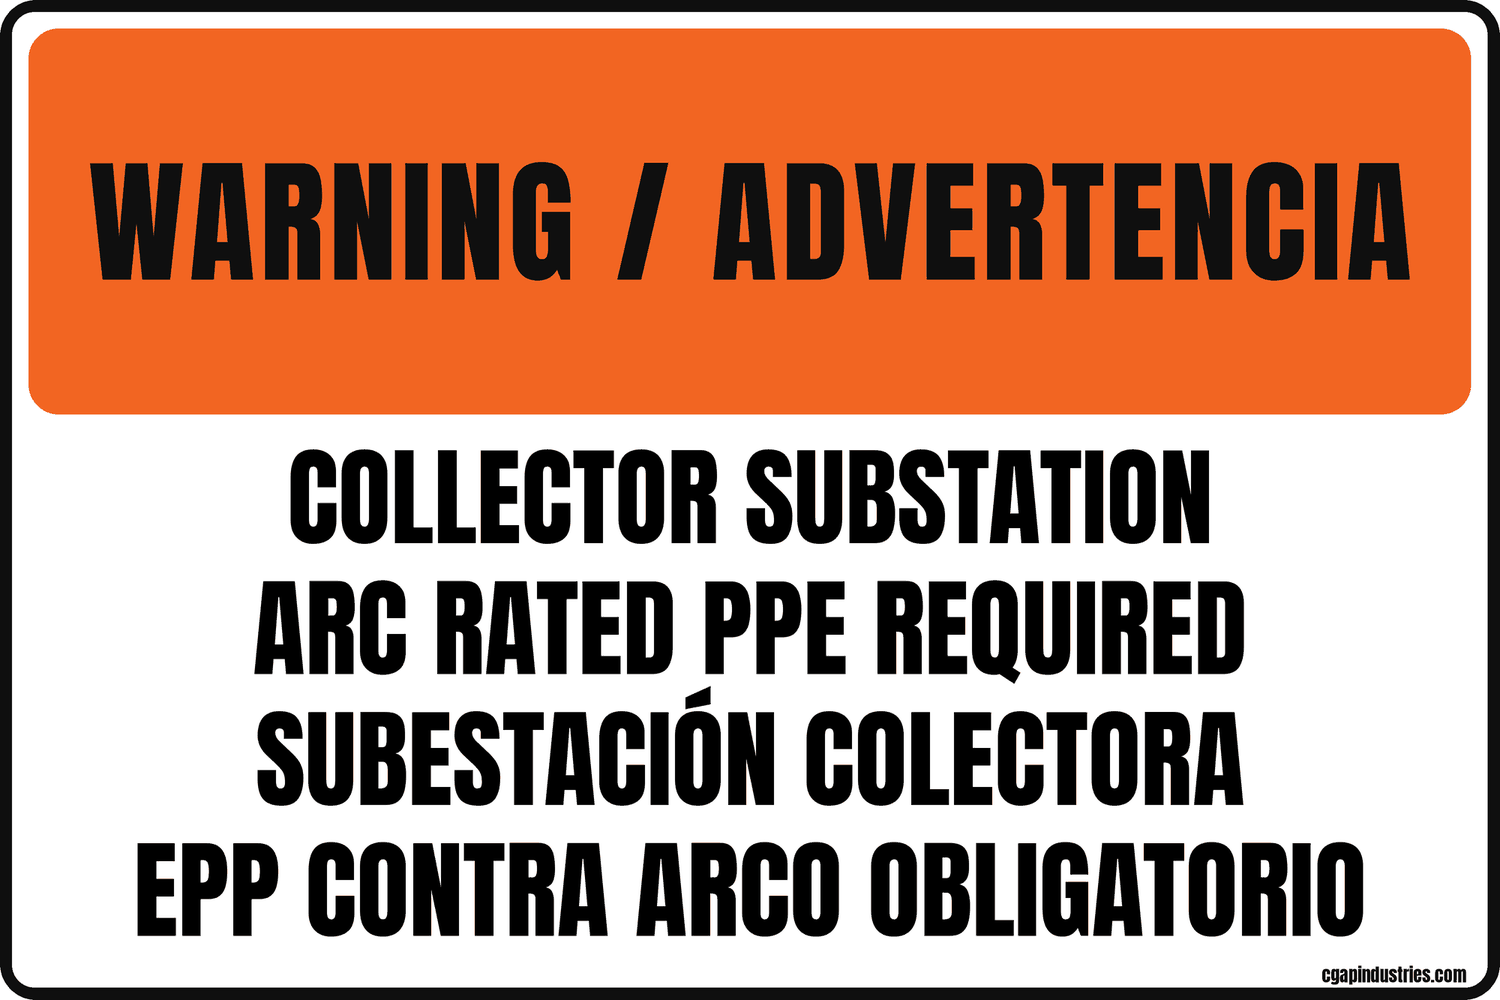 WARNING / ADVERTENCIA
COLLECTOR SUBSTATION
ARC RATED PPE REQUIRED
SUBESTACIÓN COLECTORA
EPP CONTRA ARCO OBLIGATORIO
cgapindustries.com